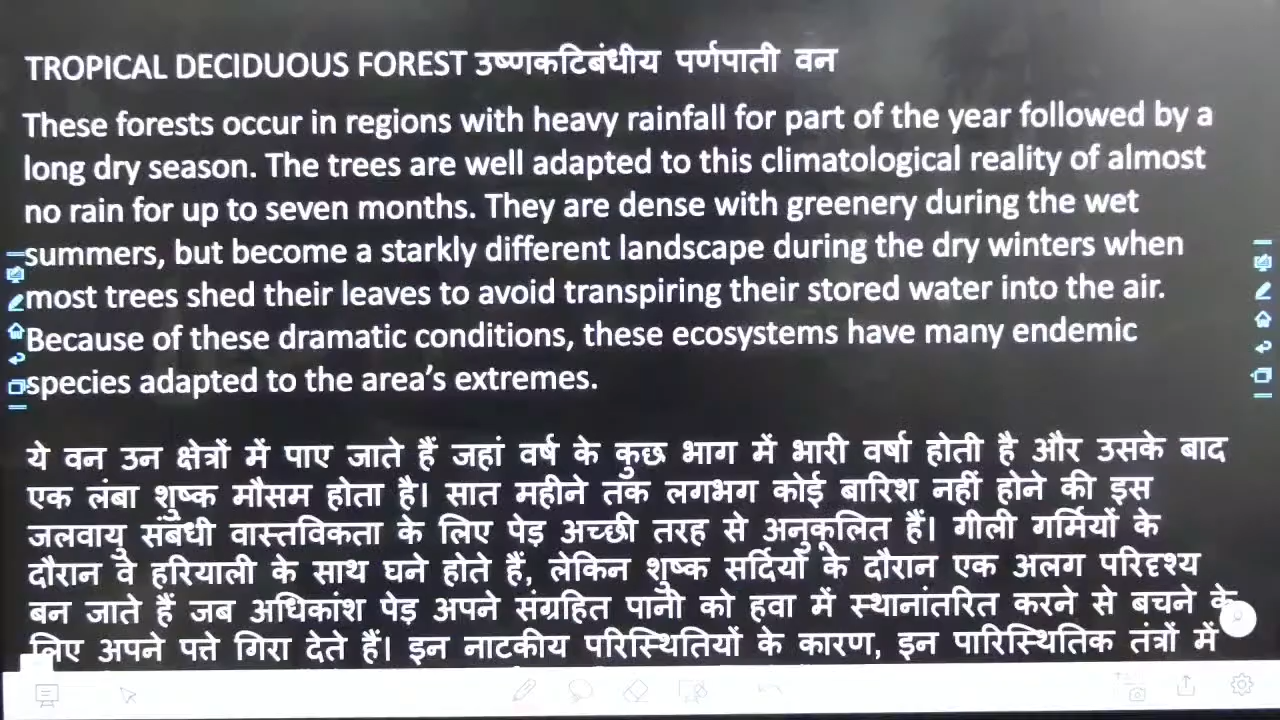 TROPICAL DECIDUOUS FOREST उष्णकटिबंधीय पर्णपाती वन
These forests occur in regions with heavy rainfall for part of the year followed by a
long dry season. The trees are well adapted to this climatological reality of almost
no rain for up to seven months. They are dense with greenery during the wet
summers, but become a starkly different landscape during the dry winters when
most trees shed their leaves to avoid transpiring their stored water into the air.
Because of these dramatic conditions, these ecosystems have many endemic
species adapted to the area’s extremes.
ये वन उन क्षेत्रों में पाए जाते हैं जहां वर्ष के कुछ भाग में भारी वर्षा होती है और उसके बाद
एक लंबा शुष्क मौसम होता है। सात महीने तक लगभग कोई बारिश नहीं होने की इस
जलवायु संबंधी वास्तविकता के लिए पेड़ अच्छी तरह से अनुकूलित हैं। गीली गर्मियों के
दौरान वे हरियाली के साथ घने होते हैं, लेकिन शुष्क सर्दियों के दौरान एक अलग परिदृश्य
बन जाते हैं जब अधिकांश पेड़ अपने संग्रहित पानी को हवा में स्थानांतरित करने से बचने के
लिए अपने पत्ते गिरा देते हैं। इन नाटकीय परिस्थितियों के कारण, इन पारिस्थितिक तंत्रों में